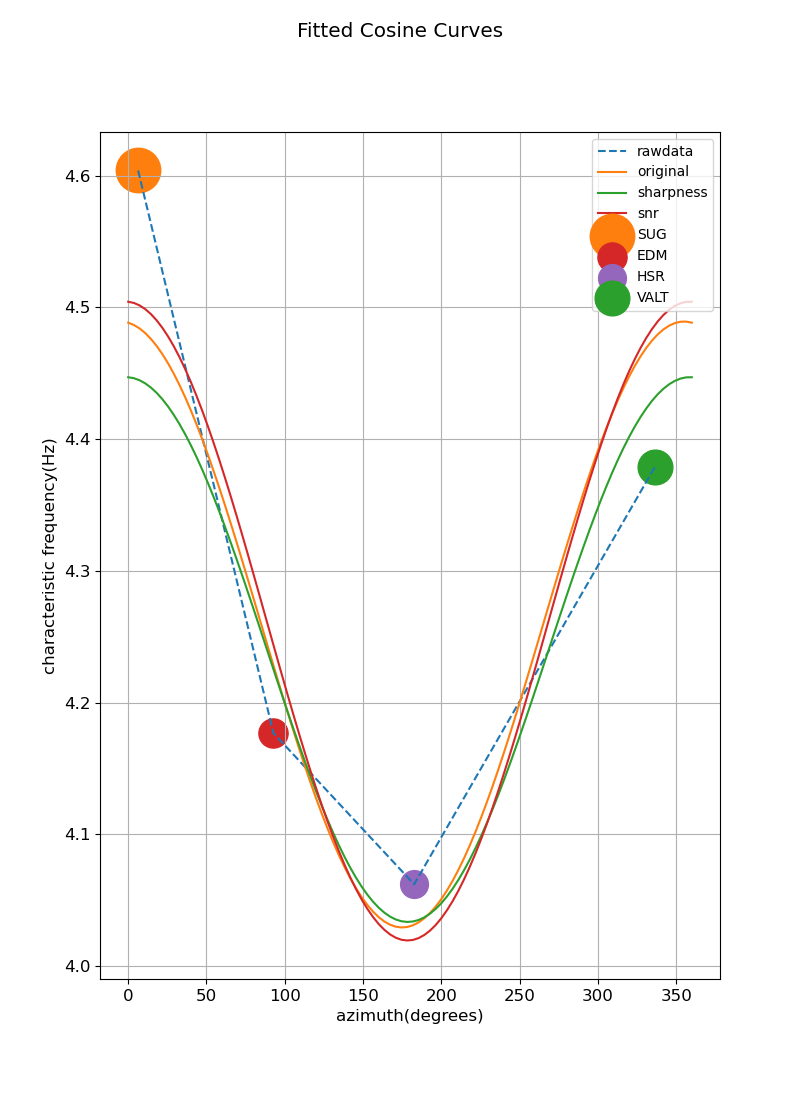 Fitted Cosine Curves
rawdata
original
sharpness
snr
SUG
EDM
HSR
VALT
4.6
4.5
4.4
4.3
4.2
4.1
4.0
characteristic frequency(Hz)
0 50 100 150 200 250 300 350
azimuth(degrees)